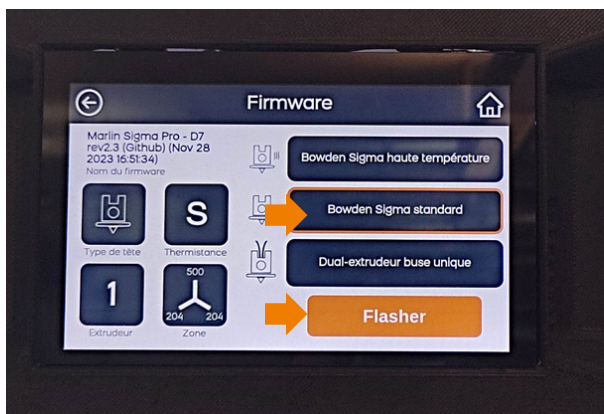 Firmware
Marlin Sigma Pro - D7
rev2.3 (Github) (Nov 28
2023 16:51:34)
Nom du firmware
Bowden Sigma haute température
Bowden Sigma standard
Dual-extrudeur buse unique
Flasher
S
Type de tête
Thermistance
1
500
204 204
Extrudeur
Zone